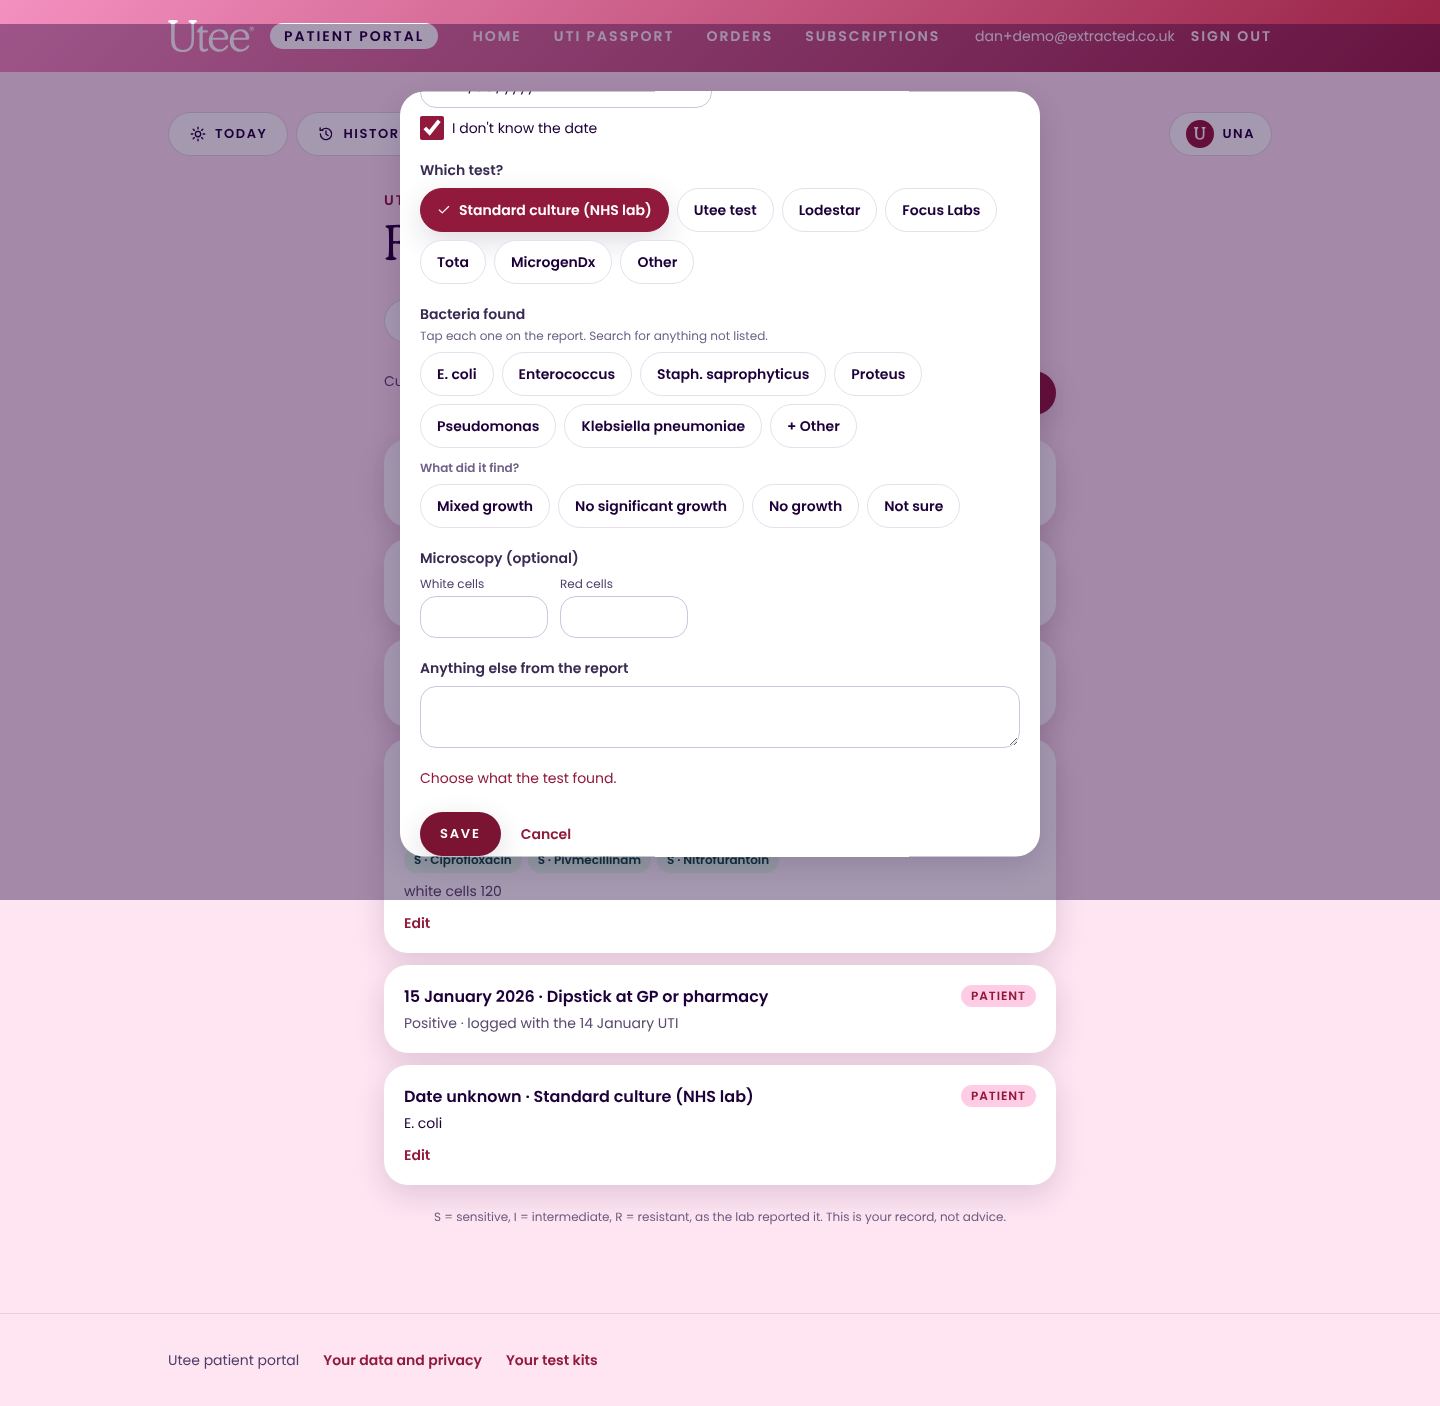 Utee PATIENT PORTAL HOME UTI PASSPORT ORDERS SUBSCRIPTIONS dan+demo@extracted.co.uk SIGN OUT
TODAY HISTOR U UNA
I don't know the date
Which test?
Standard culture (NHS lab) Utee test Lodestar Focus Labs
Tota MicrogenDx Other
Bacteria found
Tap each one on the report. Search for anything not listed.
E. coli Enterococcus Staph. saprophyticus Proteus
Pseudomonas Klebsiella pneumoniae + Other
What did it find?
Mixed growth No significant growth No growth Not sure
Microscopy (optional)
White cells Red cells
Anything else from the report
Choose what the test found.
SAVE Cancel
S · Ciprofloxacin S · Pivmecillinam S · Nitrofurantoin
white cells 120
Edit
15 January 2026 · Dipstick at GP or pharmacy PATIENT
Positive · logged with the 14 January UTI
Date unknown · Standard culture (NHS lab) PATIENT
E. coli
Edit
S = sensitive, I = intermediate, R = resistant, as the lab reported it. This is your record, not advice.
Utee patient portal Your data and privacy Your test kits